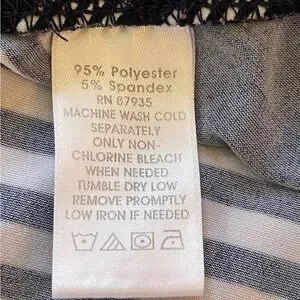 95% Polyester
5% Spandex
RN 87935
MACHINE WASH COLD
SEPARATELY
ONLY NON-
CHLORINE BLEACH
WHEN NEEDED
TUMBLE DRY LOW
REMOVE PROMPTLY
LOW IRON IF NEEDED